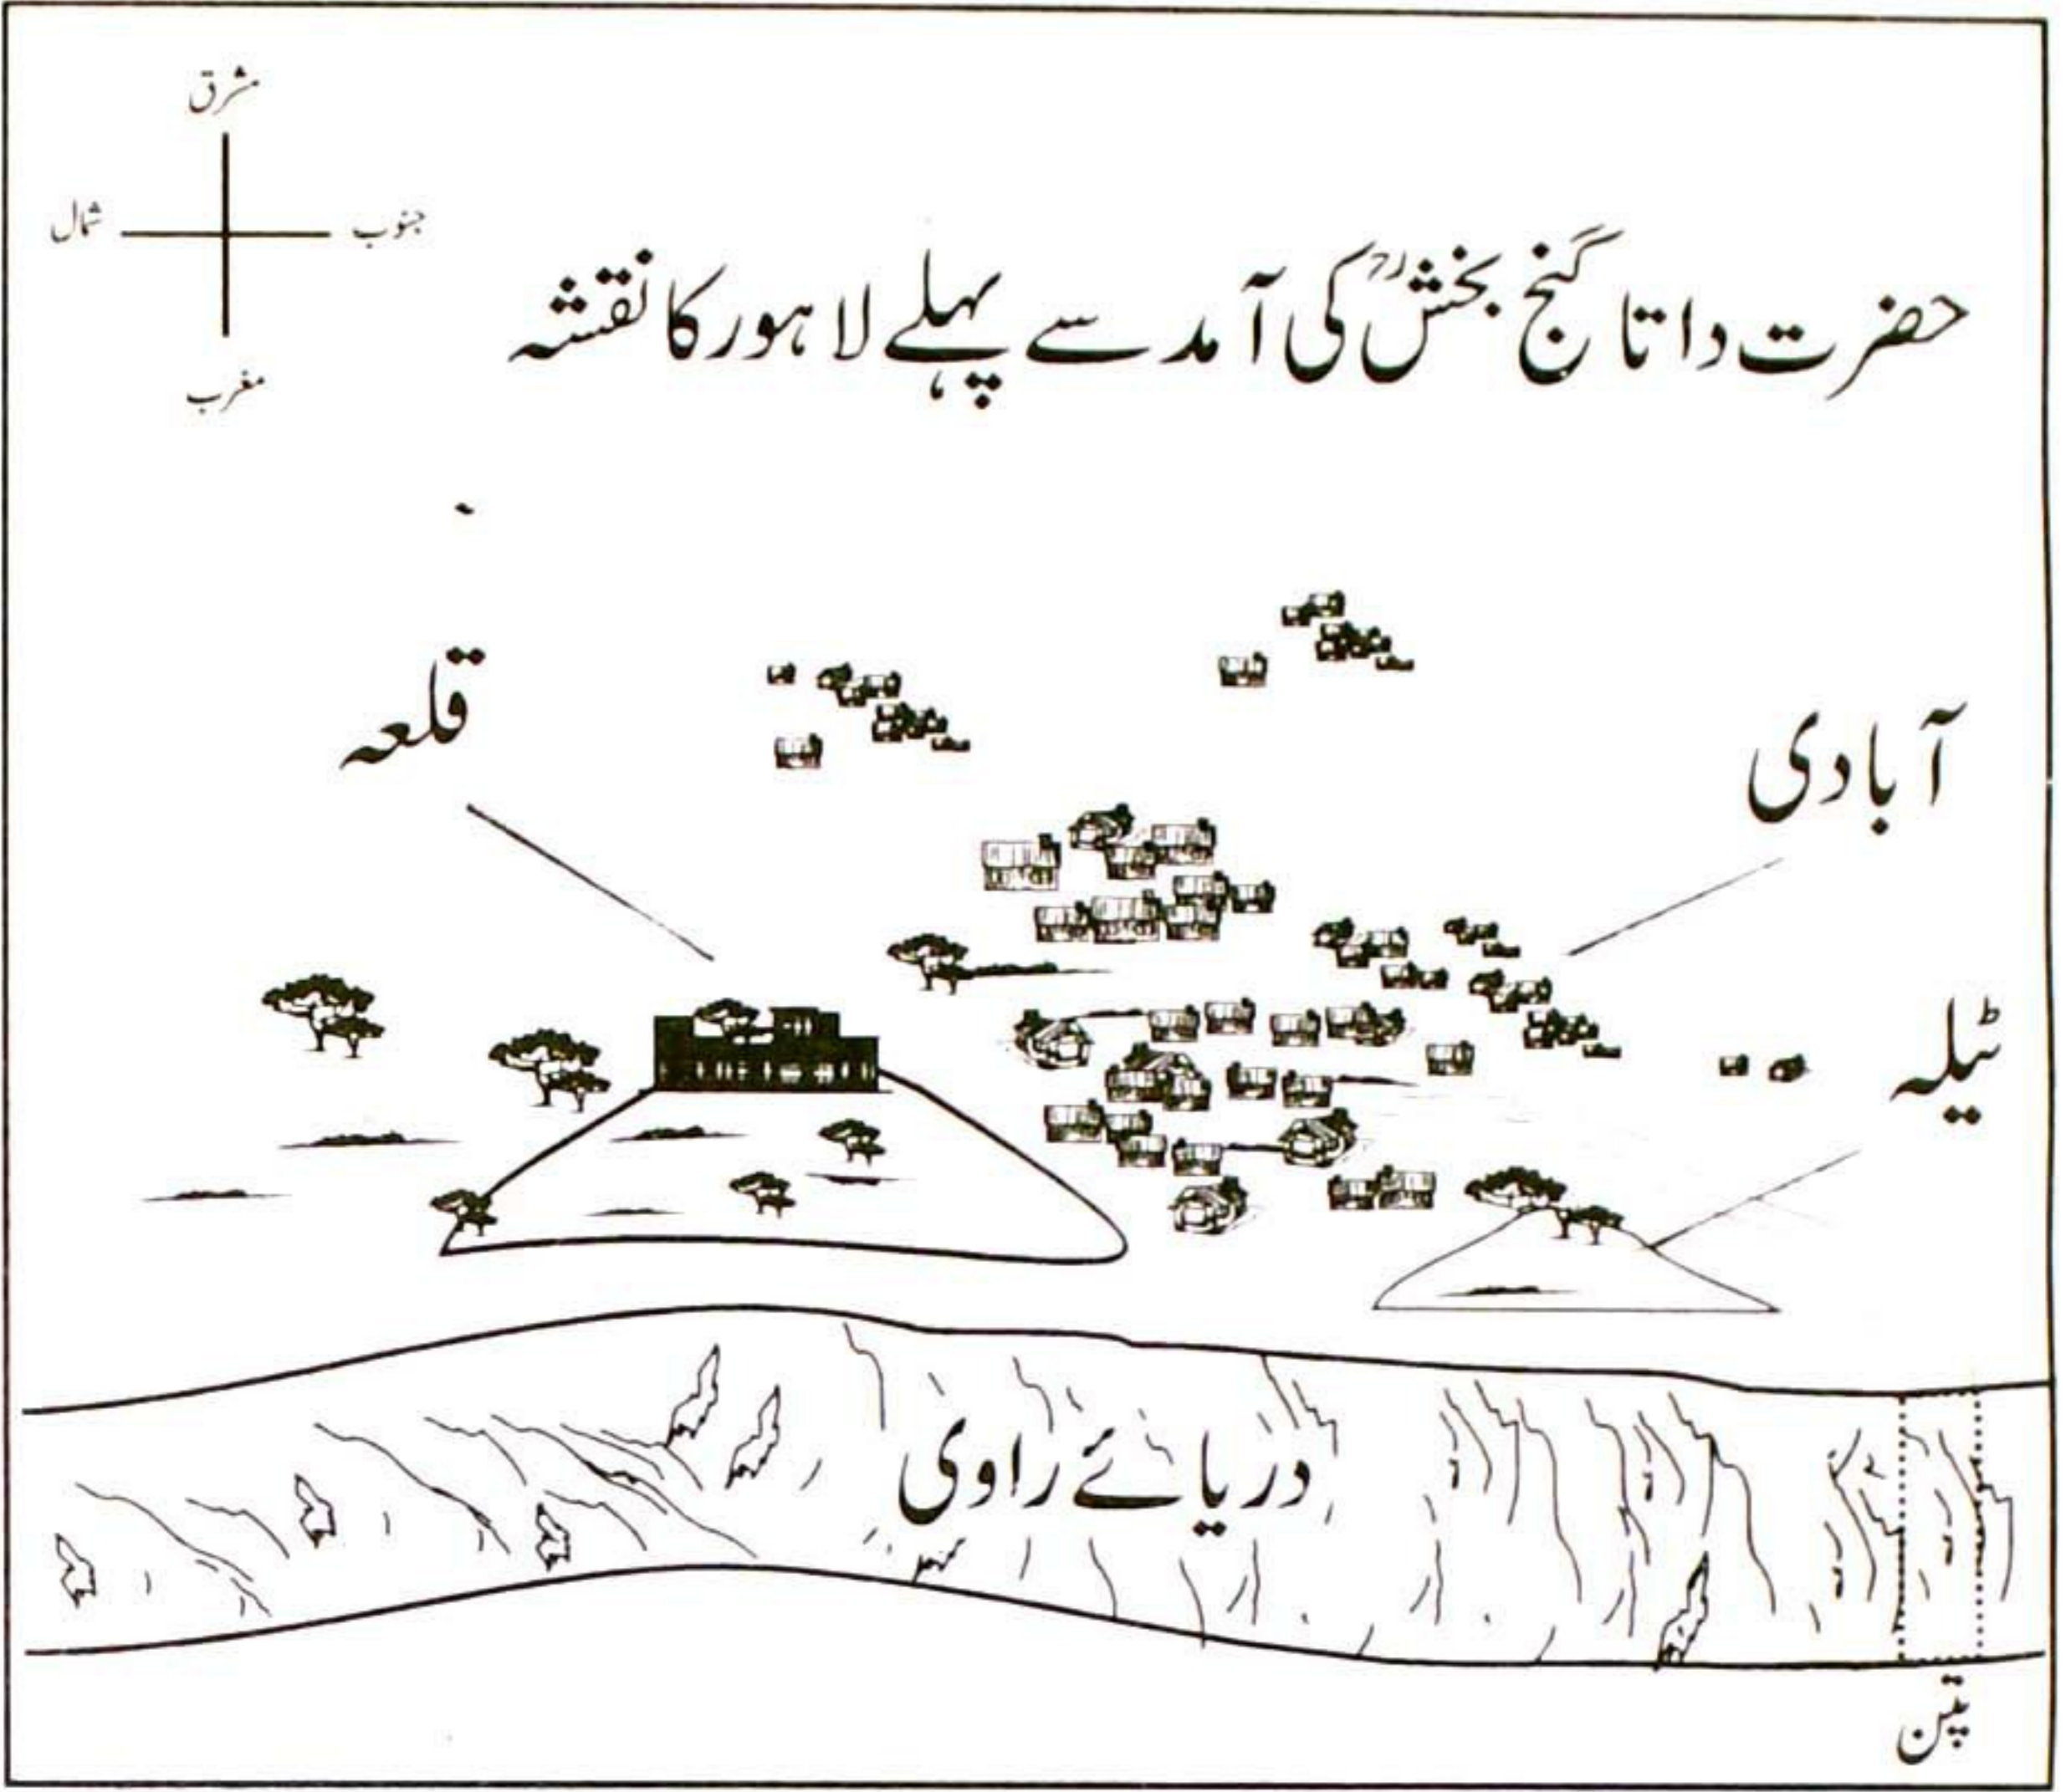 مشرق
شمال
جنوب
مغرب
حضرت داتا گنج بخشؒ کی آمد سے پہلے لاہور کا نقشہ
قلعہ
آبادی
ٹیلہ
دریائے راوی
پتن